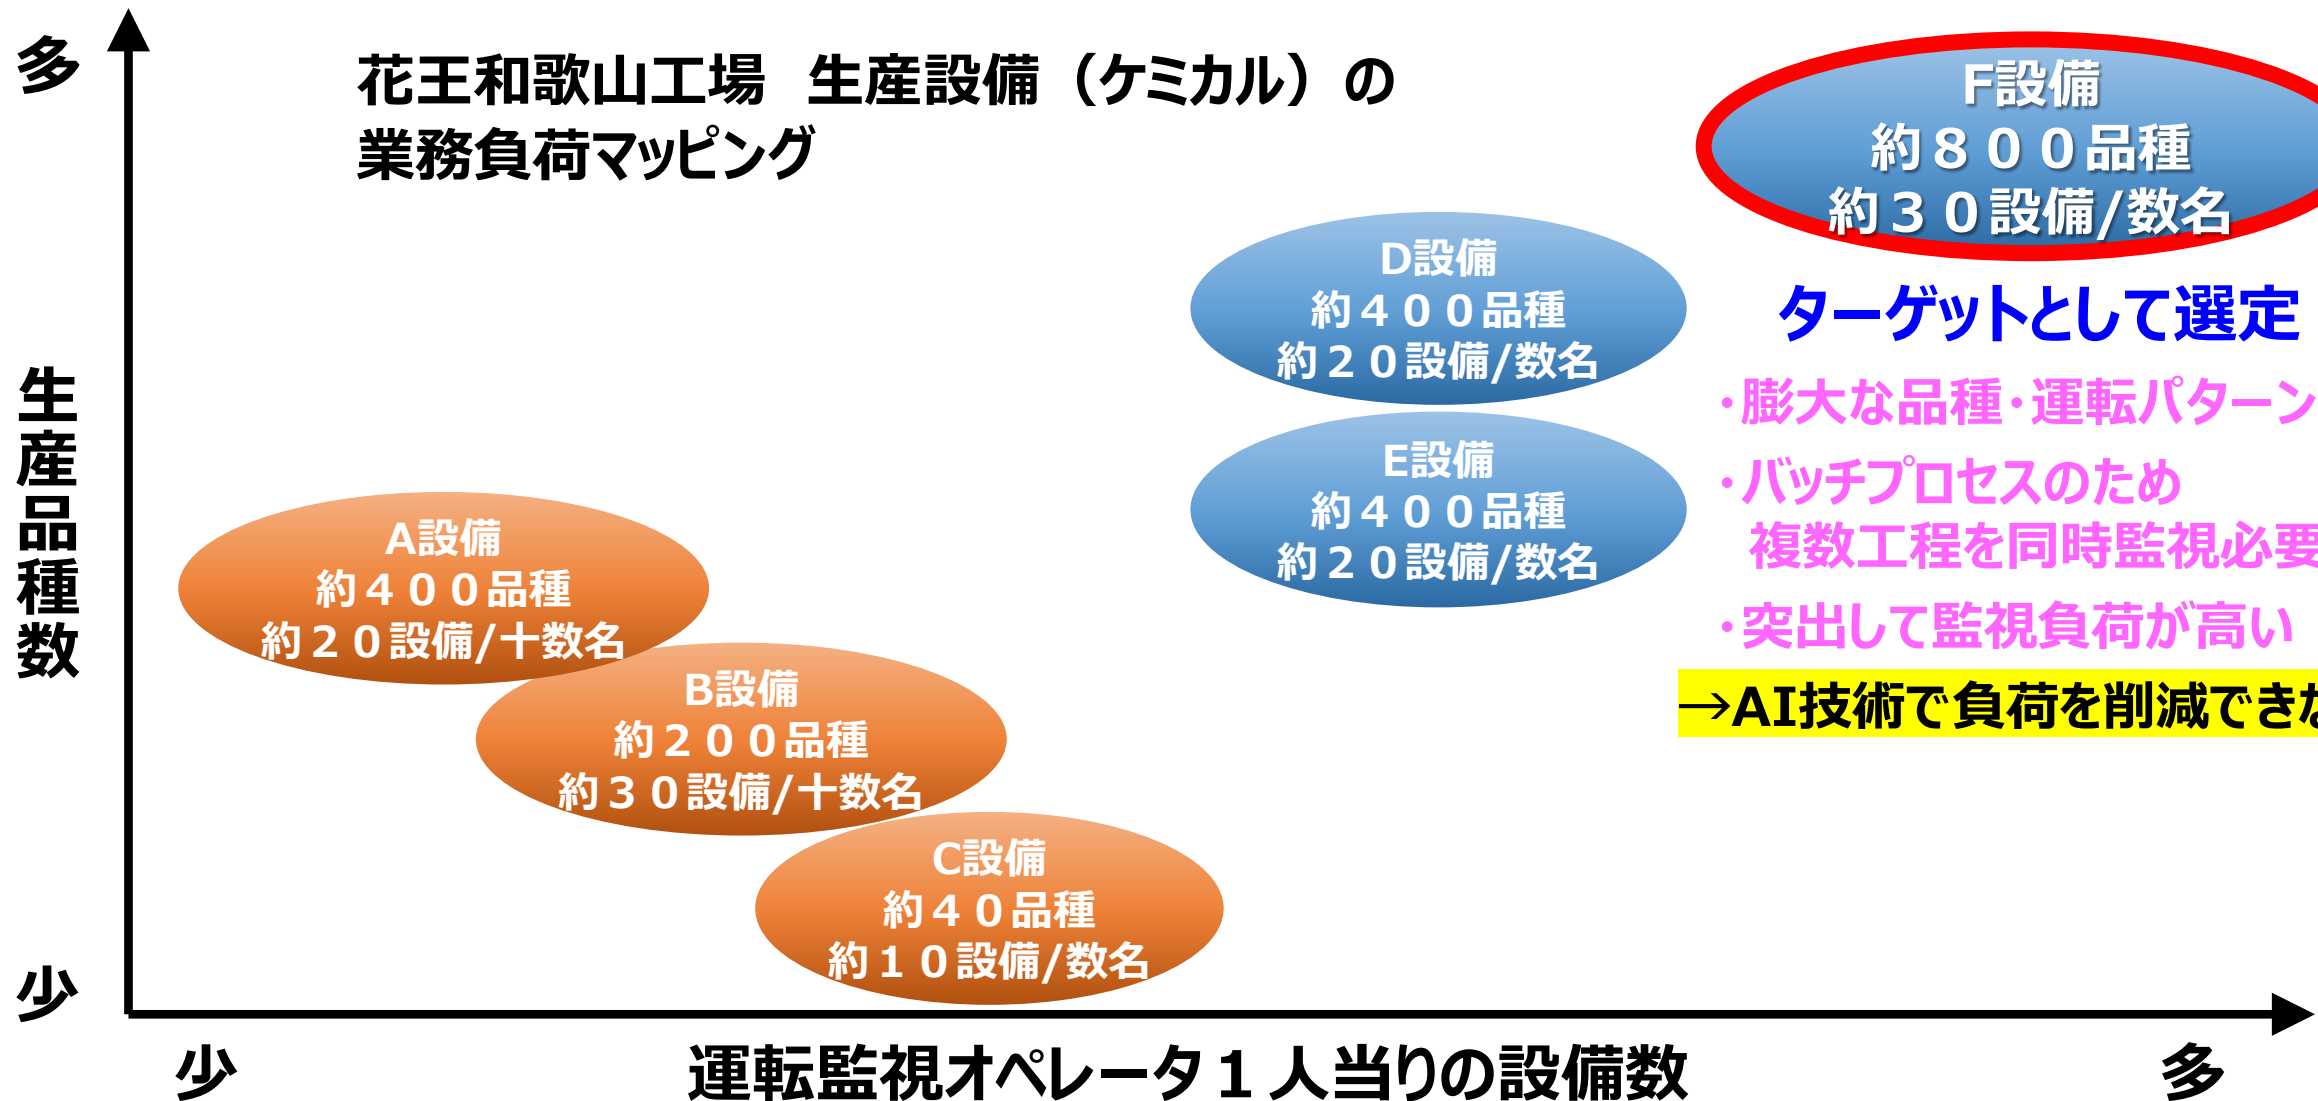 多
花王和歌山工場　生産設備（ケミカル）の
業務負荷マッピング
F設備
約８００品種
約３０設備/数名
ターゲットとして選定
・膨大な品種・運転パターン
・バッチプロセスのため
複数工程を同時監視必要
・突出して監視負荷が高い
→AI技術で負荷を削減できな
D設備
約４００品種
約２０設備/数名
E設備
約４００品種
約２０設備/数名
生産品種数
A設備
約４００品種
約２０設備/十数名
B設備
約２００品種
約３０設備/十数名
C設備
約４０品種
約１０設備/数名
少
少
運転監視オペレータ１人当りの設備数
多